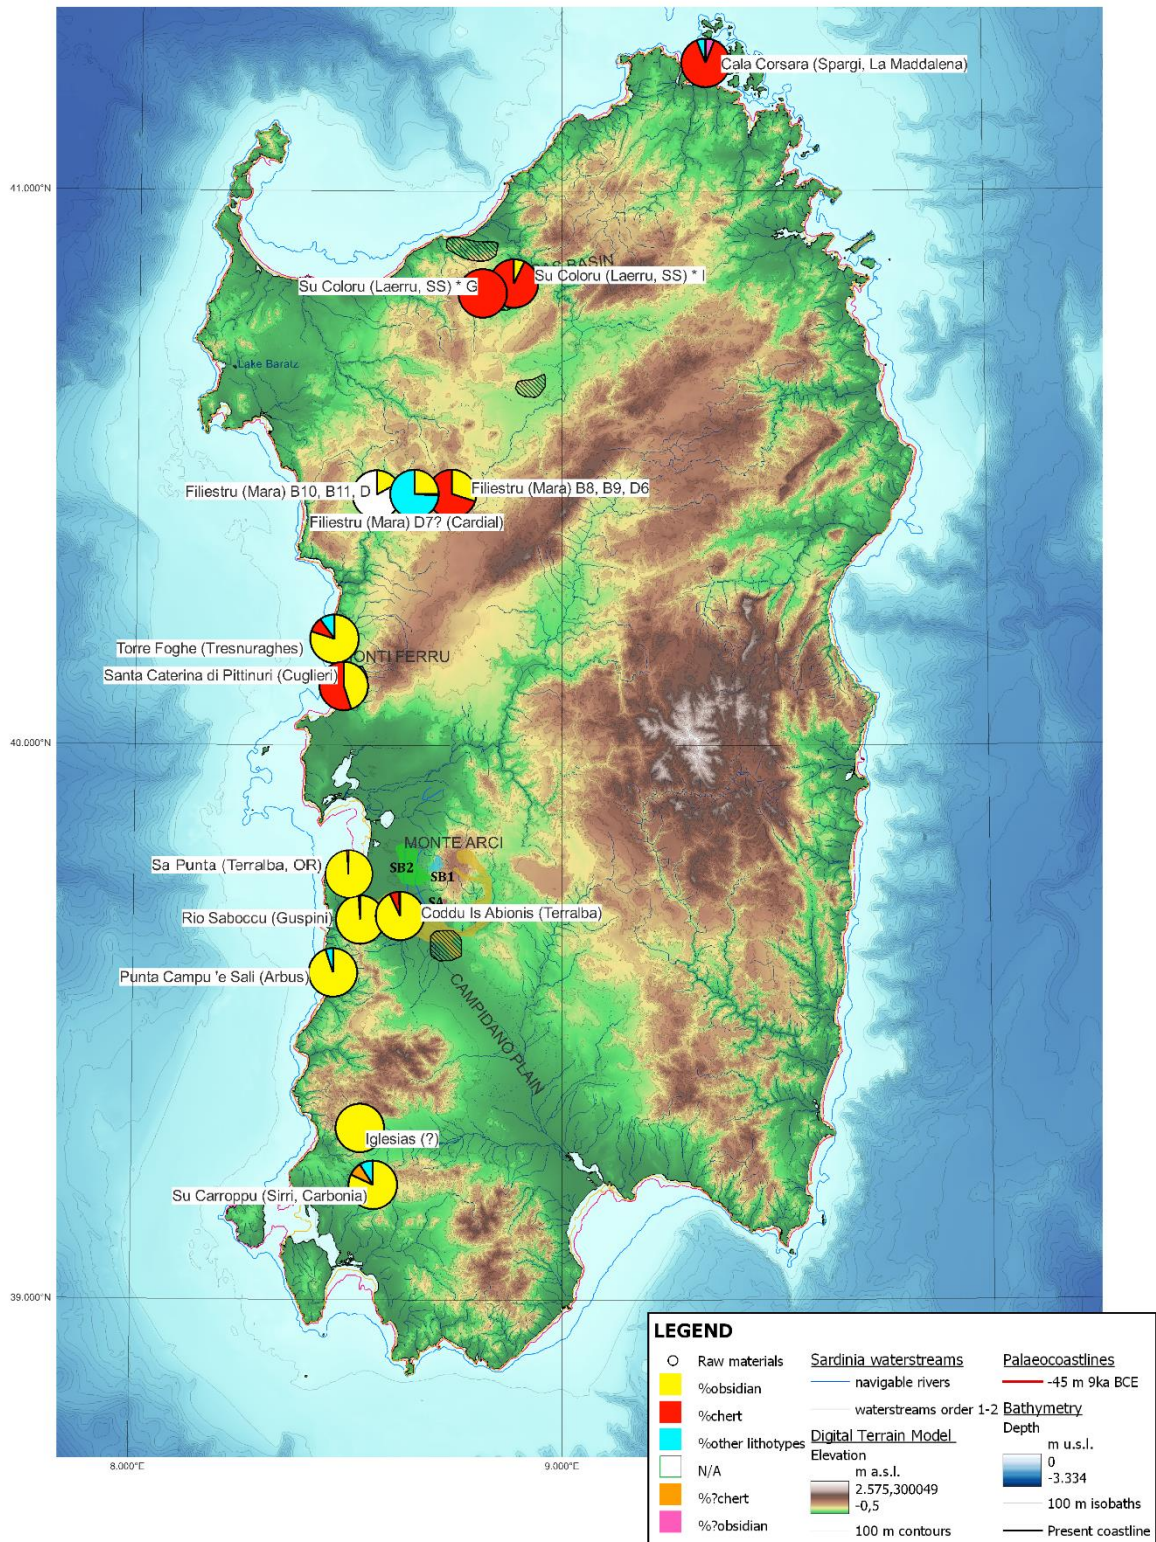 Cala Corsara (Spargi, La Maddalena)
41.000°N
BASIN
Su Coloru (Laerru, SS) * I
Su Coloru (Laerru, SS) * G
Lake Baratz
Filiestru (Mara) B10, B11, D
Filiestru (Mara) B8, B9, D6
Filiestru (Mara) D7? (Cardial)
Torre Foghe (Tresnuraghes)
MONTI FERRU
Santa Caterina di Pittinuri (Cuglieri)
40.000°N
MONTE ARCI
Sa Punta (Terralba, OR)
SB2
SB1
SA
Rio Saboccu (Guspini)
Coddu Is Abionis (Terralba)
Punta Campu 'e Sali (Arbus)
CAMPIDANO PLAIN
Iglesias (?)
Su Carroppu (Sirri, Carbonia)
39.000°N
8.000°E
9.000°E
LEGEND
Raw materials
%obsidian
%chert
%other lithotypes
N/A
%?chert
%?obsidian
Sardinia waterstreams
navigable rivers
waterstreams order 1-2
Digital Terrain Model
Elevation
m a.s.l.
2.575,300049
-0,5
100 m contours
Palaeocoastlines
-45 m 9ka BCE
Bathymetry
Depth
m u.s.l.
0
-3.334
100 m isobaths
Present coastline